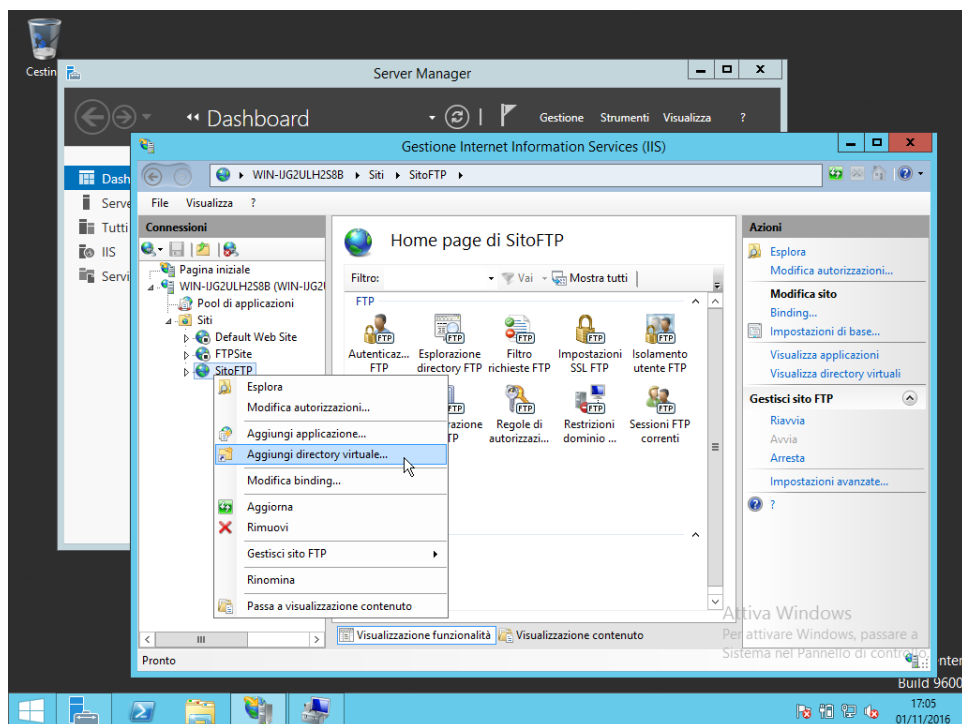 Cestin
Server Manager
Dashboard
Gestione Strumenti Visualizza ?
Gestione Internet Information Services (IIS)
Dash
WIN-IJG2ULH2S8B Siti SitoFTP
File Visualizza ?
Serve
Tutti
IIS
Servi
Connessioni
Pagina iniziale
WIN-IJG2ULH2S8B (WIN-IJG2U
Pool di applicazioni
Siti
Default Web Site
FTPSite
SitoFTP
Esplora
Modifica autorizzazioni...
Aggiungi applicazione...
Aggiungi directory virtuale...
Modifica binding...
Aggiorna
Rimuovi
Gestisci sito FTP
Rinomina
Passa a visualizzazione contenuto
Home page di SitoFTP
Filtro: Vai Mostra tutti
FTP
Autenticaz... FTP
Esplorazione directory FTP
Filtro richieste FTP
Impostazioni SSL FTP
Isolamento utente FTP
razione
TP
Regole di autorizzazi...
Restrizioni dominio ...
Sessioni FTP correnti
Visualizzazione funzionalità Visualizzazione contenuto
Azioni
Esplora
Modifica autorizzazioni...
Modifica sito
Binding...
Impostazioni di base...
Visualizza applicazioni
Visualizza directory virtuali
Gestisci sito FTP
Riavvia
Avvia
Arresta
Impostazioni avanzate...
?
Attiva Windows
Per attivare Windows, passare a
Sistema nel Pannello di controllo.
Pronto
nter
Build 9600
17:05
01/11/2016